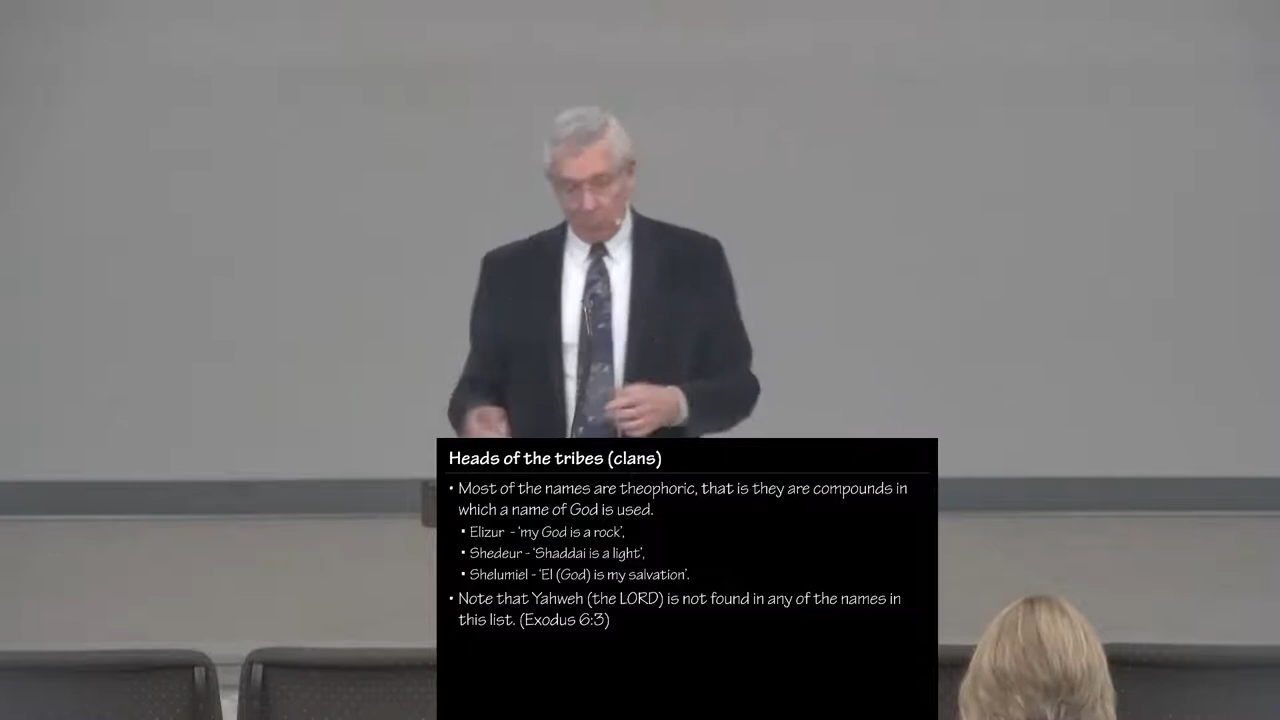 Heads of the tribes (clans)
• Most of the names are theophoric, that is they are compounds in
which a name of God is used.
• Elizur - 'my God is a rock',
• Shedeur - 'Shaddai is a light',
• Shelumiel - 'El (God) is my salvation'.
• Note that Yahweh (the LORD) is not found in any of the names in
this list. (Exodus 6:3)